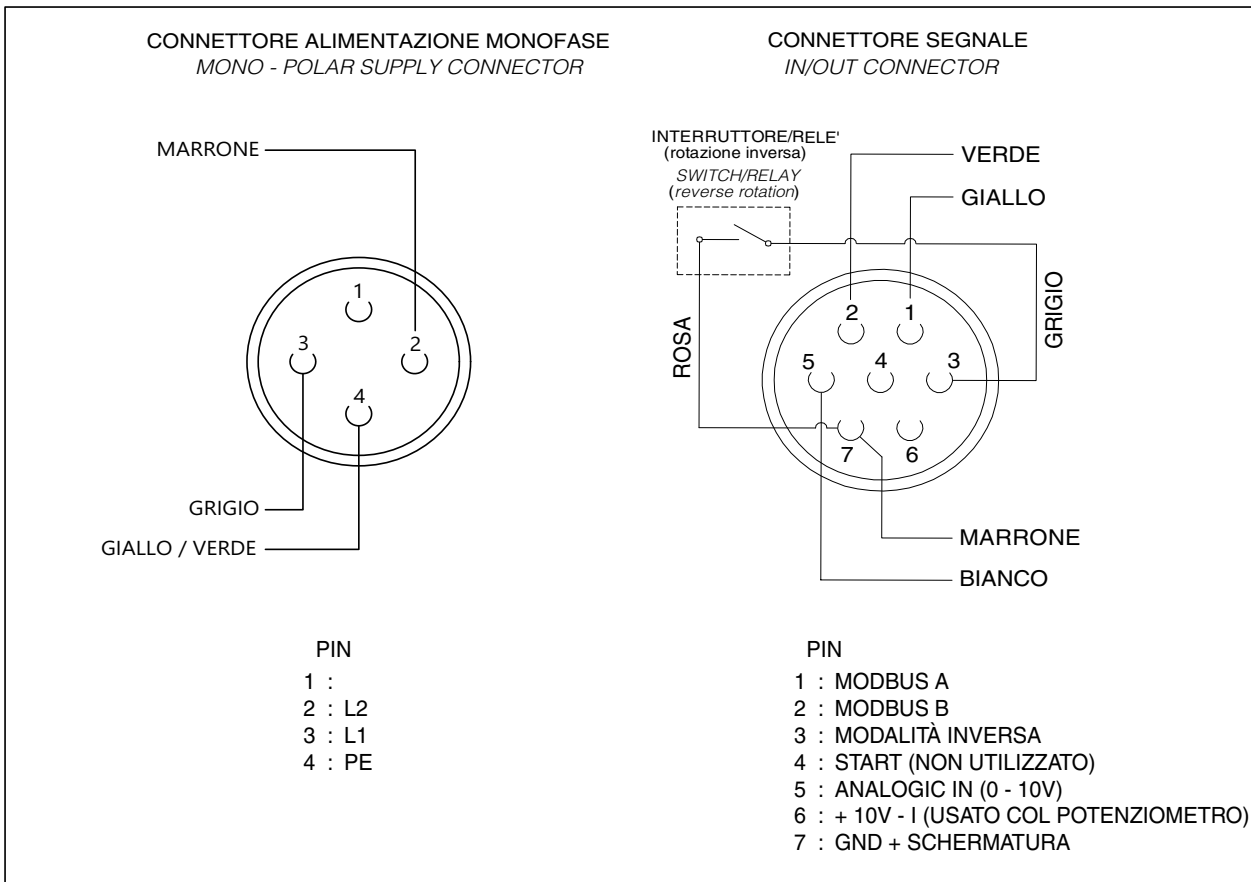 CONNETTORE ALIMENTAZIONE MONOFASE
MONO - POLAR SUPPLY CONNECTOR
MARRONE
1
3
2
4
GRIGIO
GIALLO / VERDE
PIN
1 :
2 : L2
3 : L1
4 : PE
CONNETTORE SEGNALE
IN/OUT CONNECTOR
INTERRUTTORE/RELE'
(rotazione inversa)
SWITCH/RELAY
(reverse rotation)
VERDE
GIALLO
ROSA
GRIGIO
2
1
5
4
3
7
6
MARRONE
BIANCO
PIN
1 : MODBUS A
2 : MODBUS B
3 : MODALITÀ INVERSA
4 : START (NON UTILIZZATO)
5 : ANALOGIC IN (0 - 10V)
6 : + 10V - I (USATO COL POTENZIOMETRO)
7 : GND + SCHERMATURA